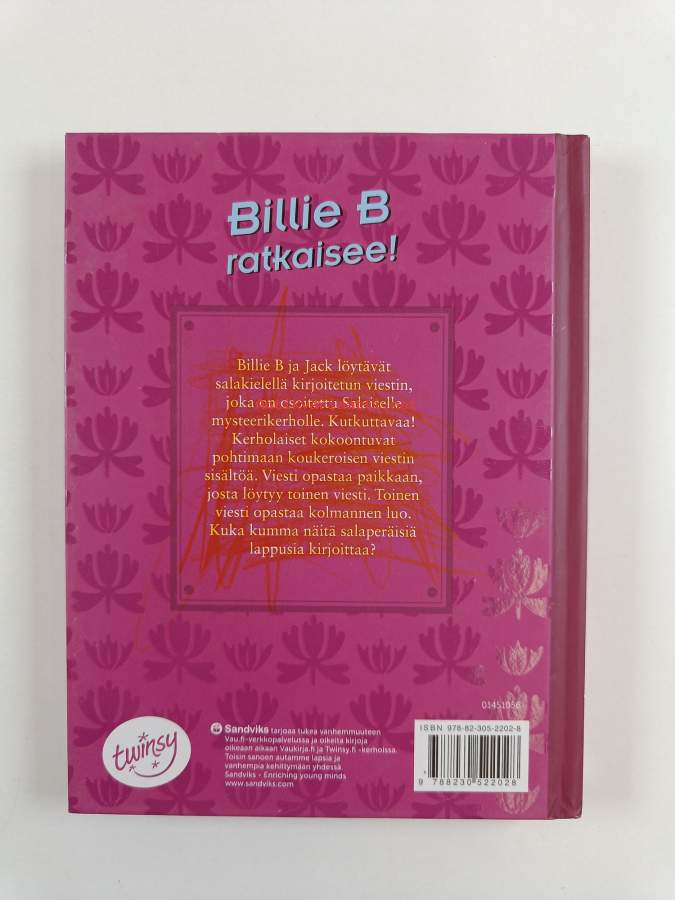 Billie B
ratkaisee!
Billie B ja Jack löytävät
salakielellä kirjoitetun viestin,
joka on osoitettu Salaiselle
mysteerikerholle. Kutkuttavaa!
Kerholaiset kokoontuvat
pohtimaan koukeroisen viestin
sisältöä. Viesti opastaa paikkaan,
josta löytyy toinen viesti. Toinen
viesti opastaa kolmannen luo.
Kuka kumma näitä salaperäisiä
lappusia kirjoittaa?
01451056
twinsy
Sandviks tarjoaa tukea vanhemmuuteen
Vau.fi-verkkopalvelussa ja oikeita kirjoja
oikeaan aikaan Vaukirja.fi ja Twinsy.fi -kerhoissa.
Toisin sanoen autamme lapsia ja
vanhempia kehittymään yhdessä.
Sandviks - Enriching young minds
www.sandviks.com
ISBN 978-82-305-2202-8
9 788230 522028